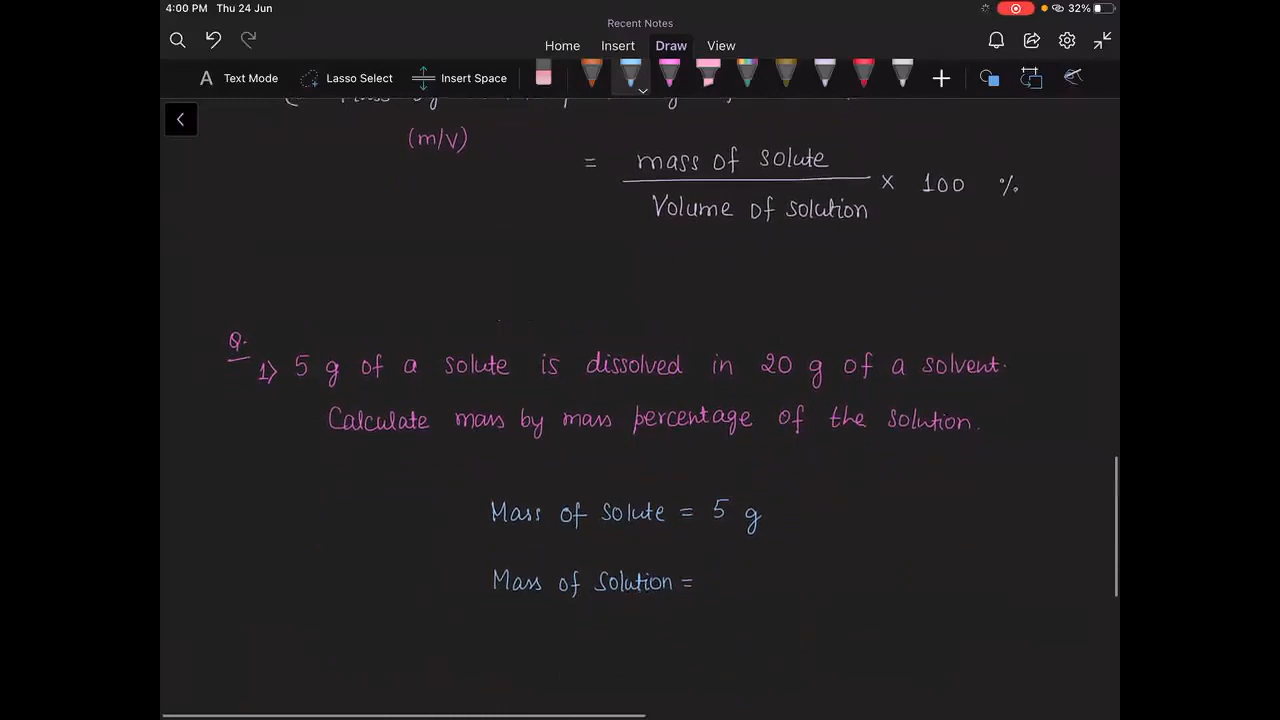 4:00 PM Thu 24 Jun
32%
Recent Notes
Home Insert Draw View
Text Mode Lasso Select Insert Space
(m/V)
= mass of solute
Volume of solution × 100 %
Q.
1) 5 g of a solute is dissolved in 20 g of a solvent.
Calculate mass by mass percentage of the solution.
Mass of Solute = 5 g
Mass of Solution =